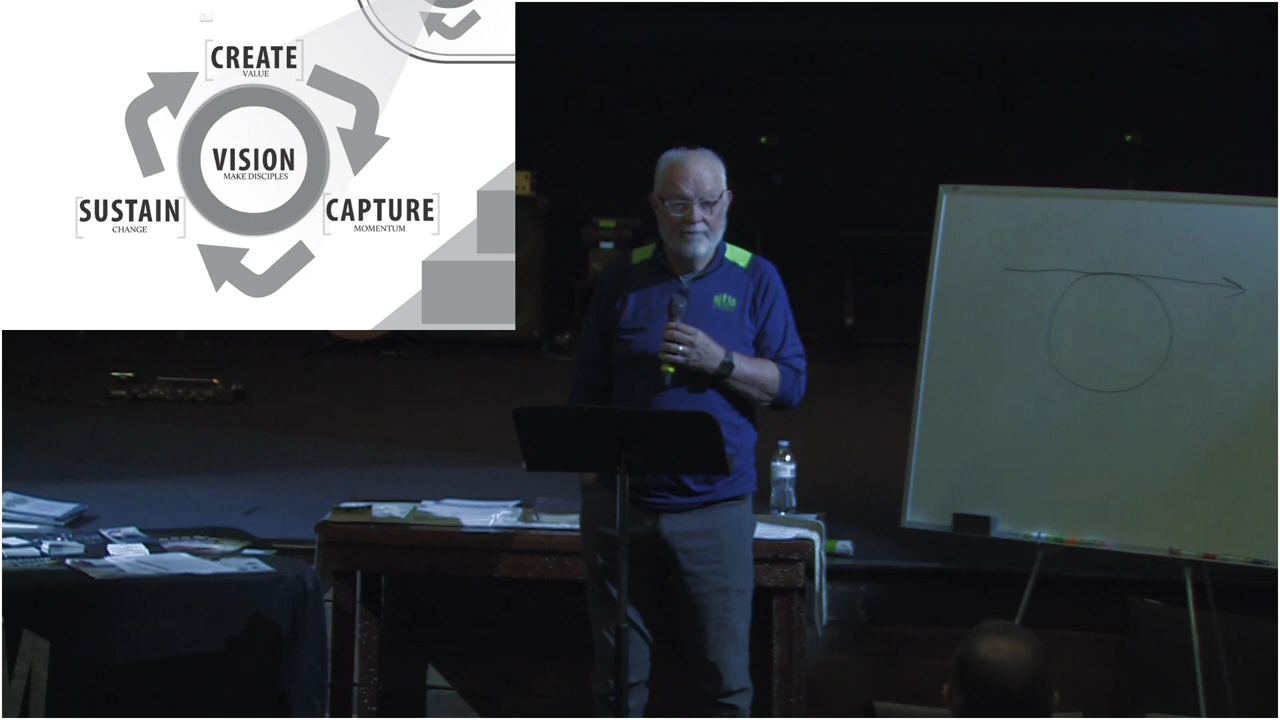 [CREATE]
VALUE
VISION
MAKE DISCIPLES
[SUSTAIN]
CHANGE
[CAPTURE]
MOMENTUM